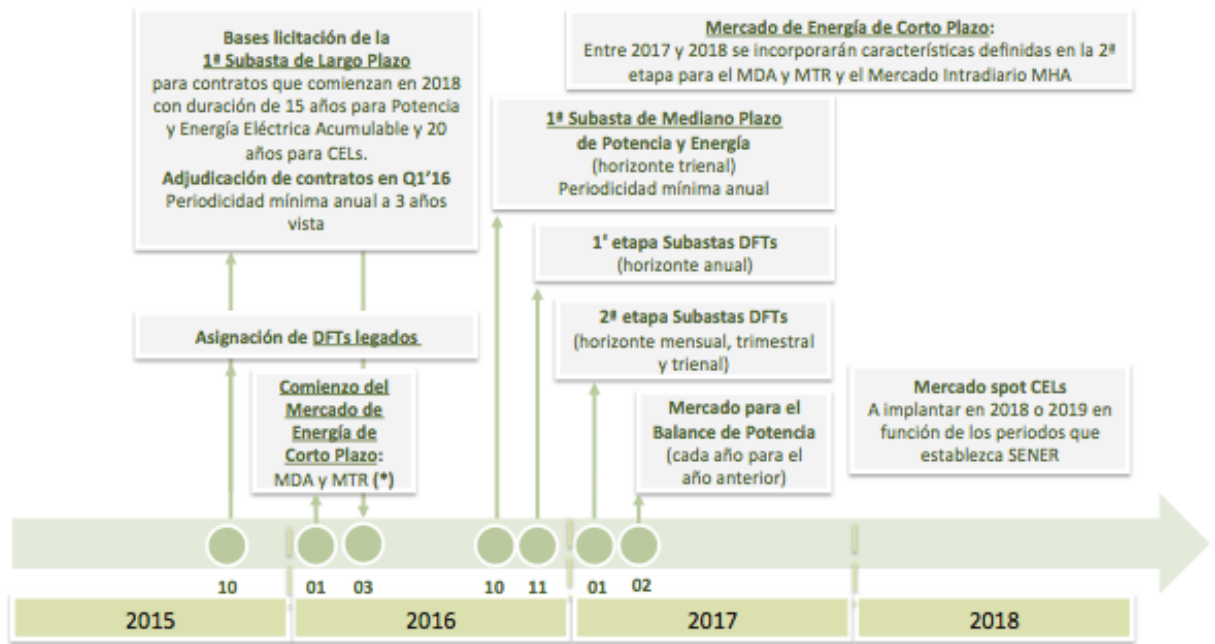 Bases licitación de la
1ª Subasta de Largo Plazo
para contratos que comienzan en 2018
con duración de 15 años para Potencia
y Energía Eléctrica Acumulable y 20
años para CELs.
Adjudicación de contratos en Q1'16
Periodicidad mínima anual a 3 años
vista
Mercado de Energía de Corto Plazo:
Entre 2017 y 2018 se incorporarán características definidas en la 2ª
etapa para el MDA y MTR y el Mercado Intradiario MHA
1ª Subasta de Mediano Plazo
de Potencia y Energía
(horizonte trienal)
Periodicidad mínima anual
1ª etapa Subastas DFTs
(horizonte anual)
Asignación de DFTs legados
2ª etapa Subastas DFTs
(horizonte mensual, trimestral
y trienal)
Comienzo del
Mercado de
Energía de
Corto Plazo:
MDA y MTR (*)
Mercado para el
Balance de Potencia
(cada año para el
año anterior)
Mercado spot CELs
A implantar en 2018 o 2019 en
función de los periodos que
establezca SENER
10 01 03 10 11 01 02
2015 2016 2017 2018